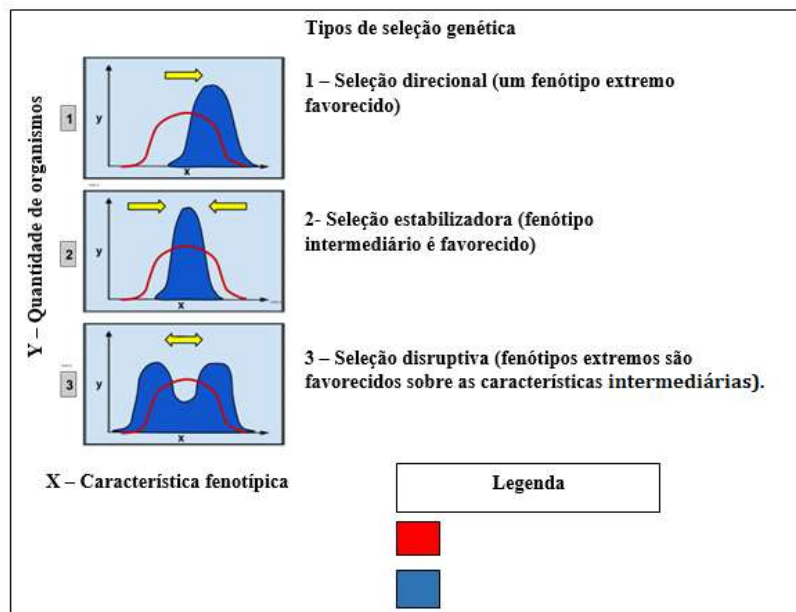 Tipos de seleção genética
Y – Quantidade de organismos
1
y
x
1 – Seleção direcional (um fenótipo extremo
favorecido)
2
y
x
2- Seleção estabilizadora (fenótipo
intermediário é favorecido)
3
y
x
3 – Seleção disruptiva (fenótipos extremos são
favorecidos sobre as características intermediárias).
X – Característica fenotípica
Legenda